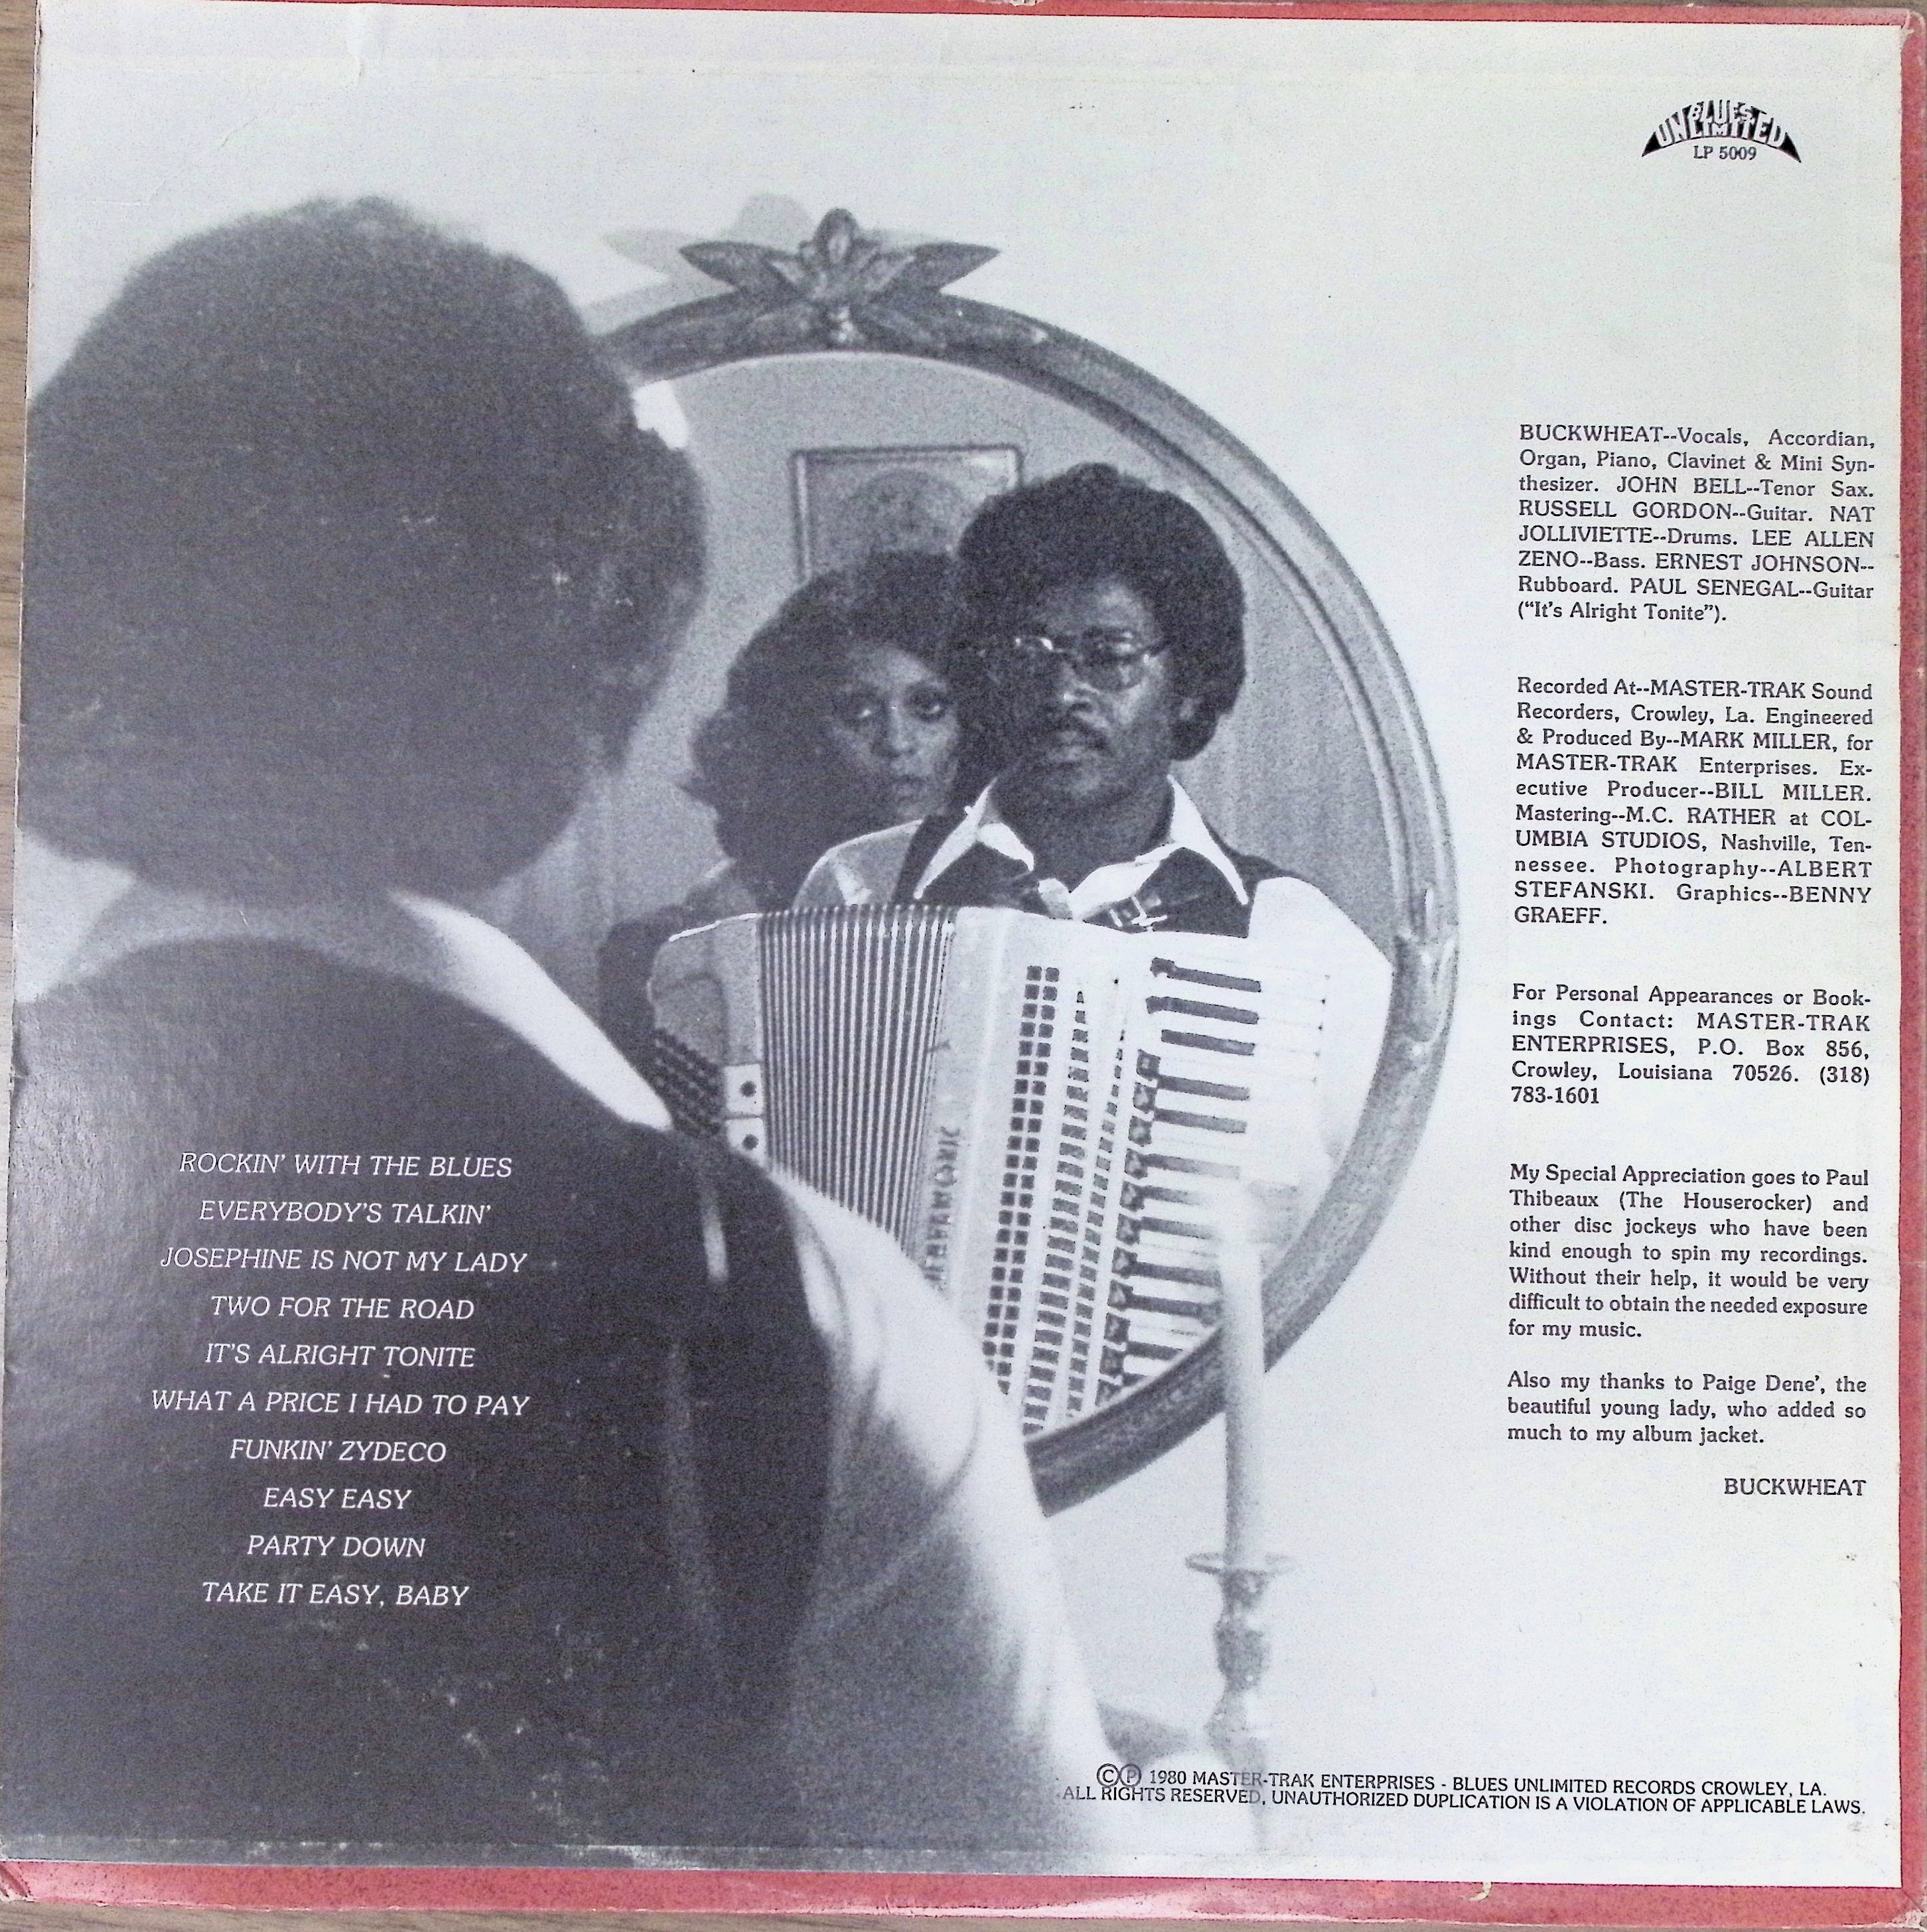 BLUES
UNLIMITED
LP 5009
BUCKWHEAT--Vocals, Accordian,
Organ, Piano, Clavinet & Mini Syn-
thesizer. JOHN BELL--Tenor Sax.
RUSSELL GORDON--Guitar. NAT
JOLLIVIETTE--Drums. LEE ALLEN
ZENO--Bass. ERNEST JOHNSON--
Rubboard. PAUL SENEGAL--Guitar
(“It’s Alright Tonite”).
Recorded At--MASTER-TRAK Sound
Recorders, Crowley, La. Engineered
& Produced By--MARK MILLER, for
MASTER-TRAK Enterprises. Ex-
ecutive Producer--BILL MILLER.
Mastering--M.C. RATHER at COL-
UMBIA STUDIOS, Nashville, Ten-
nessee. Photography--ALBERT
STEFANSKI. Graphics--BENNY
GRAEFF.
For Personal Appearances or Book-
ings Contact: MASTER-TRAK
ENTERPRISES, P.O. Box 856,
Crowley, Louisiana 70526. (318)
783-1601
My Special Appreciation goes to Paul
Thibeaux (The Houserocker) and
other disc jockeys who have been
kind enough to spin my recordings.
Without their help, it would be very
difficult to obtain the needed exposure
for my music.
Also my thanks to Paige Dene’, the
beautiful young lady, who added so
much to my album jacket.
BUCKWHEAT
ROCKIN’ WITH THE BLUES
EVERYBODY’S TALKIN’
JOSEPHINE IS NOT MY LADY
TWO FOR THE ROAD
IT’S ALRIGHT TONITE
WHAT A PRICE I HAD TO PAY
FUNKIN’ ZYDECO
EASY EASY
PARTY DOWN
TAKE IT EASY, BABY
©℗ 1980 MASTER-TRAK ENTERPRISES - BLUES UNLIMITED RECORDS CROWLEY, LA.
ALL RIGHTS RESERVED, UNAUTHORIZED DUPLICATION IS A VIOLATION OF APPLICABLE LAWS.